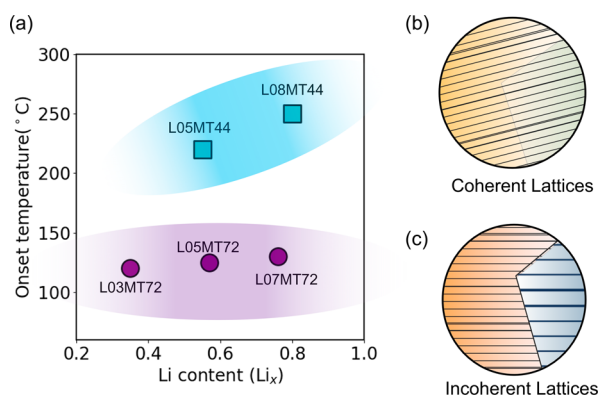 (a)
300
250
200
150
100
Onset temperature(°C)
L08MT44
L05MT44
L05MT72
L03MT72
L07MT72
0.2 0.4 0.6 0.8 1.0
Li content (Liₓ)
(b)
Coherent Lattices
(c)
Incoherent Lattices